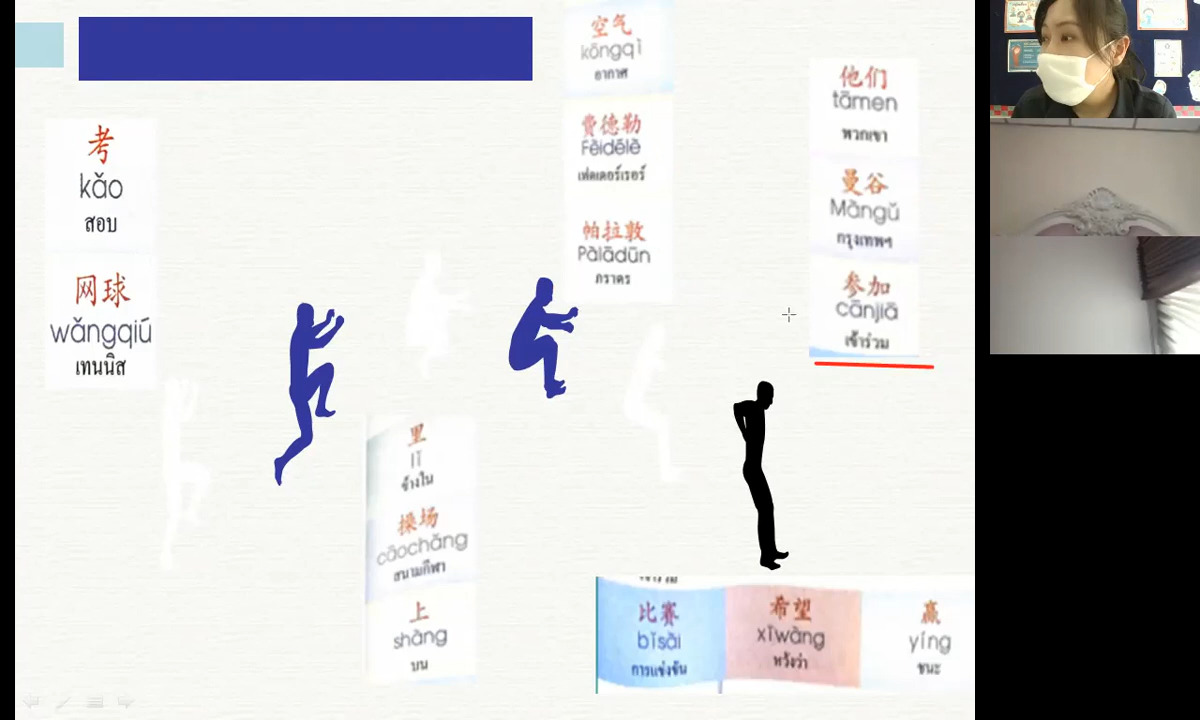 考
kǎo
สอบ
网球
wǎngqiú
เทนนิส
里
lǐ
ข้างใน
操场
cāochǎng
สนามกีฬา
上
shàng
บน
空气
kōngqì
อากาศ
费德勒
Fèidélè
เฟดเดอร์เรอร์
帕拉敦
Pàlādūn
ภราดร
他们
tāmen
พวกเขา
曼谷
Màngǔ
กรุงเทพฯ
参加
cānjiā
เข้าร่วม
比赛
bǐsài
การแข่งขัน
希望
xīwàng
หวังว่า
赢
yíng
ชนะ